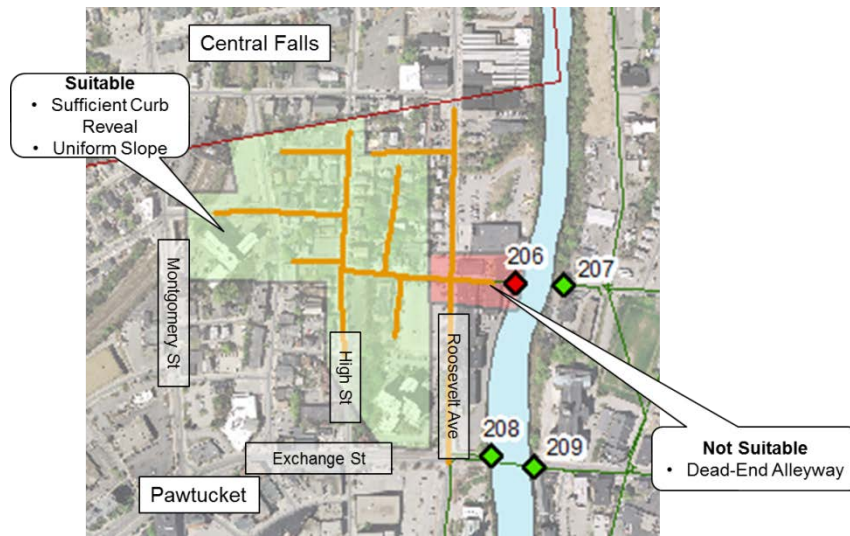 Central Falls
Suitable
• Sufficient Curb
Reveal
• Uniform Slope
206
207
Montgomery St
High St
Roosevelt Ave
208
209
Exchange St
Not Suitable
• Dead-End Alleyway
Pawtucket